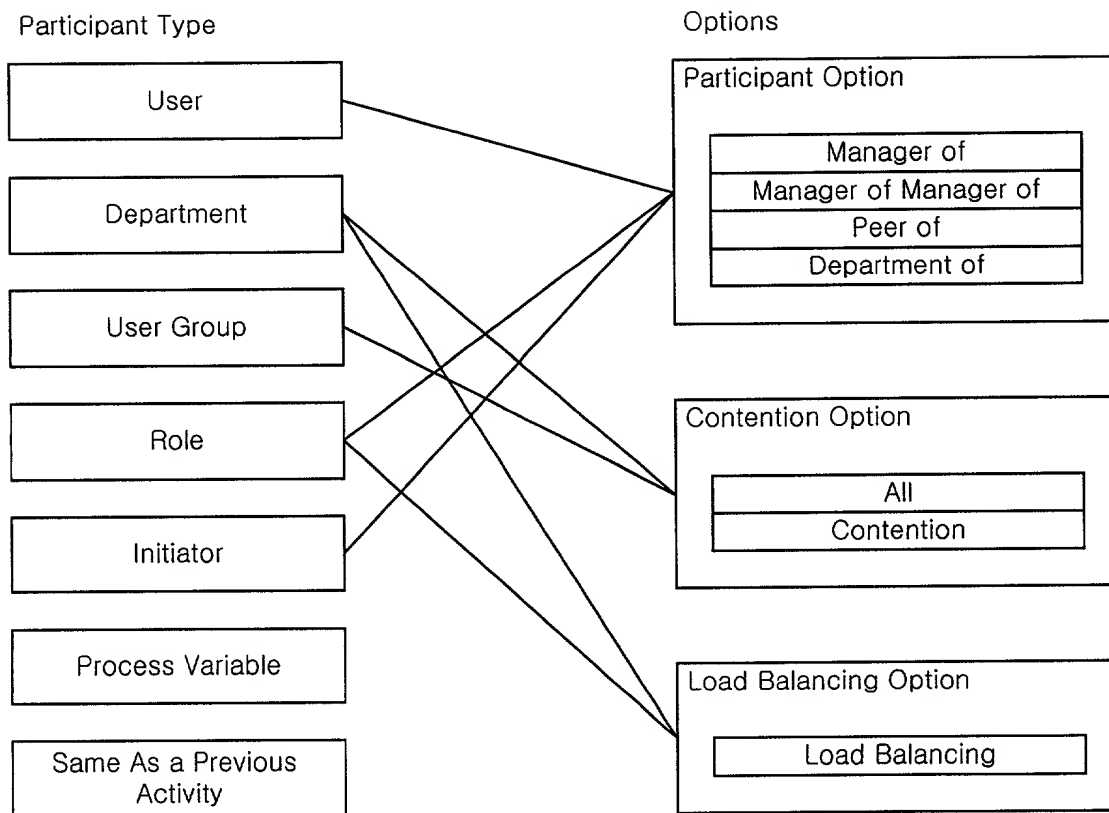 Participant Type
User
Department
User Group
Role
Initiator
Process Variable
Same As a Previous
Activity
Options
Participant Option
Manager of
Manager of Manager of
Peer of
Department of
Contention Option
All
Contention
Load Balancing Option
Load Balancing